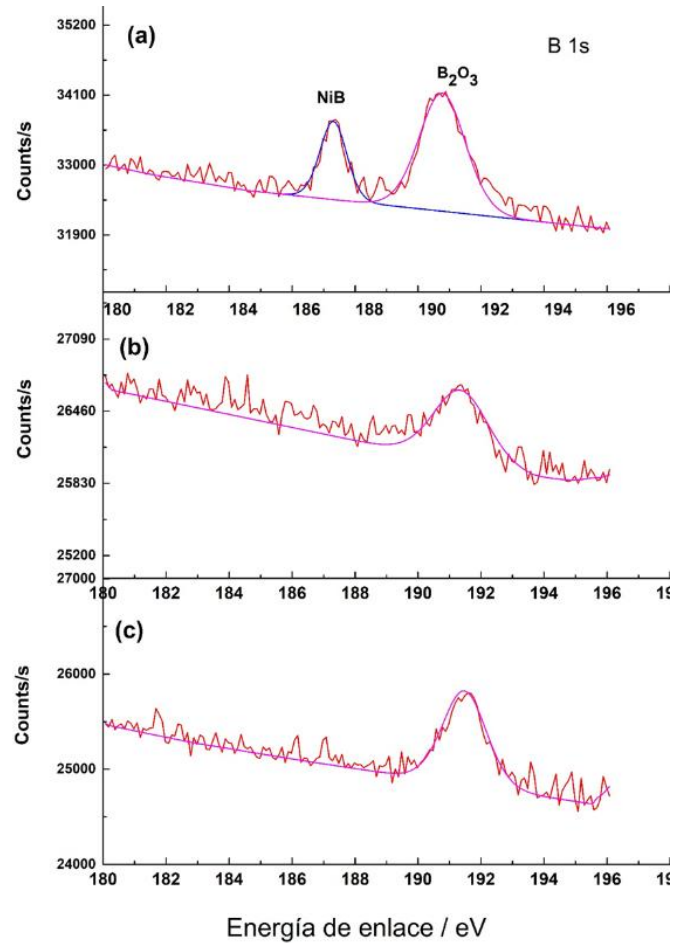 (a)
B 1s
NiB
B₂O₃
Counts/s
35200
34100
33000
31900
180 182 184 186 188 190 192 194 196
(b)
Counts/s
27090
26460
25830
25200
180 182 184 186 188 190 192 194 196 19
(c)
Counts/s
27000
26000
25000
24000
180 182 184 186 188 190 192 194 196
Energía de enlace / eV